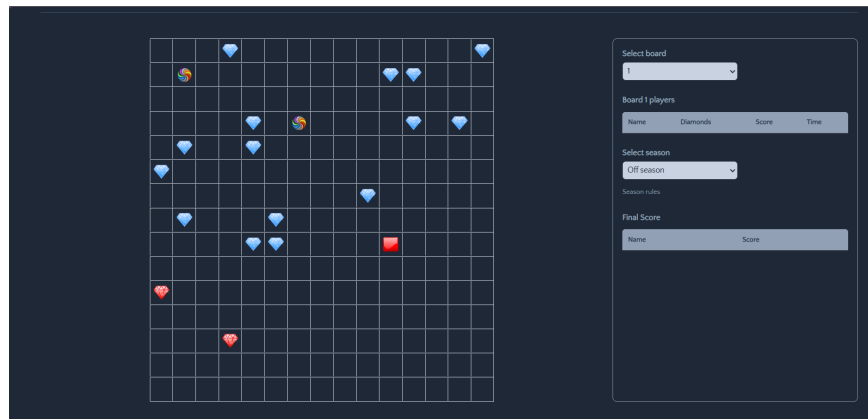 Select board
1
Board 1 players
Name Diamonds Score Time
Select season
Off season
Season rules
Final Score
Name Score